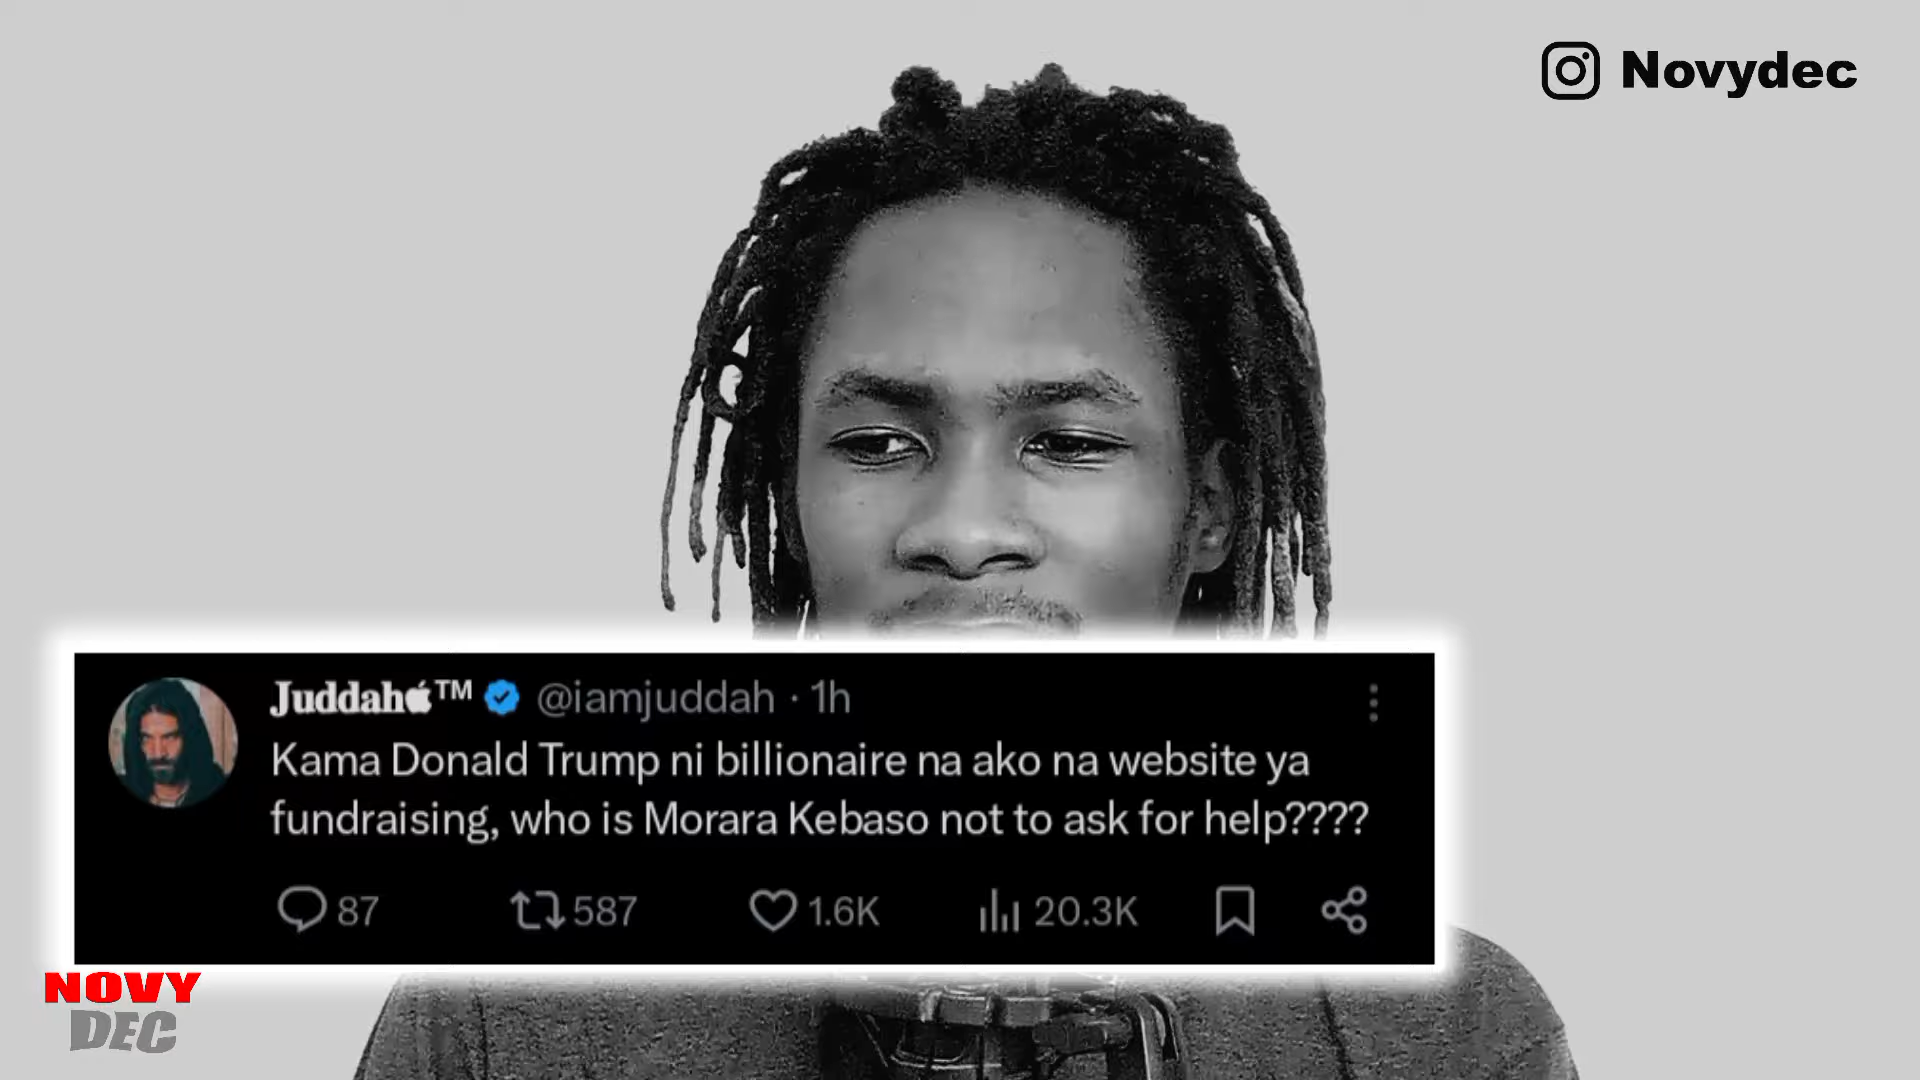 Novydec
Juddah™ @iamjuddah · 1h
Kama Donald Trump ni billionaire na ako na website ya
fundraising, who is Morara Kebaso not to ask for help????
87 587 1.6K 20.3K
NOVY
DEC